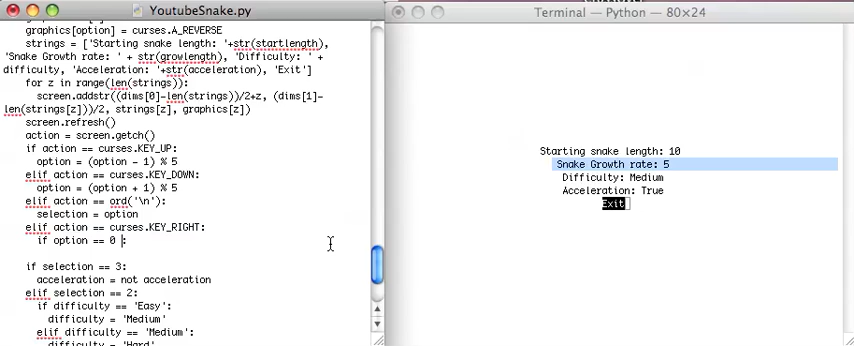 YoutubeSnake.py
graphics[option] = curses.A_REVERSE
strings = ['Starting snake length: '+str(startlength),
'Snake Growth rate: ' + str(growlength), 'Difficulty: ' +
difficulty, 'Acceleration: '+str(acceleration), 'Exit']
for z in range(len(strings)):
screen.addstr((dims[0]-len(strings))/2+z, (dims[1]-
len(strings[z]))/2, strings[z], graphics[z])
screen.refresh()
action = screen.getch()
if action == curses.KEY_UP:
option = (option - 1) % 5
elif action == curses.KEY_DOWN:
option = (option + 1) % 5
elif action == ord('\n'):
selection = option
elif action == curses.KEY_RIGHT:
if option == 0 :
if selection == 3:
acceleration = not acceleration
elif selection == 2:
if difficulty == 'Easy':
difficulty = 'Medium'
elif difficulty == 'Medium':
difficulty = 'Hard'
Terminal — Python — 80×24
Starting snake length: 10
Snake Growth rate: 5
Difficulty: Medium
Acceleration: True
Exit